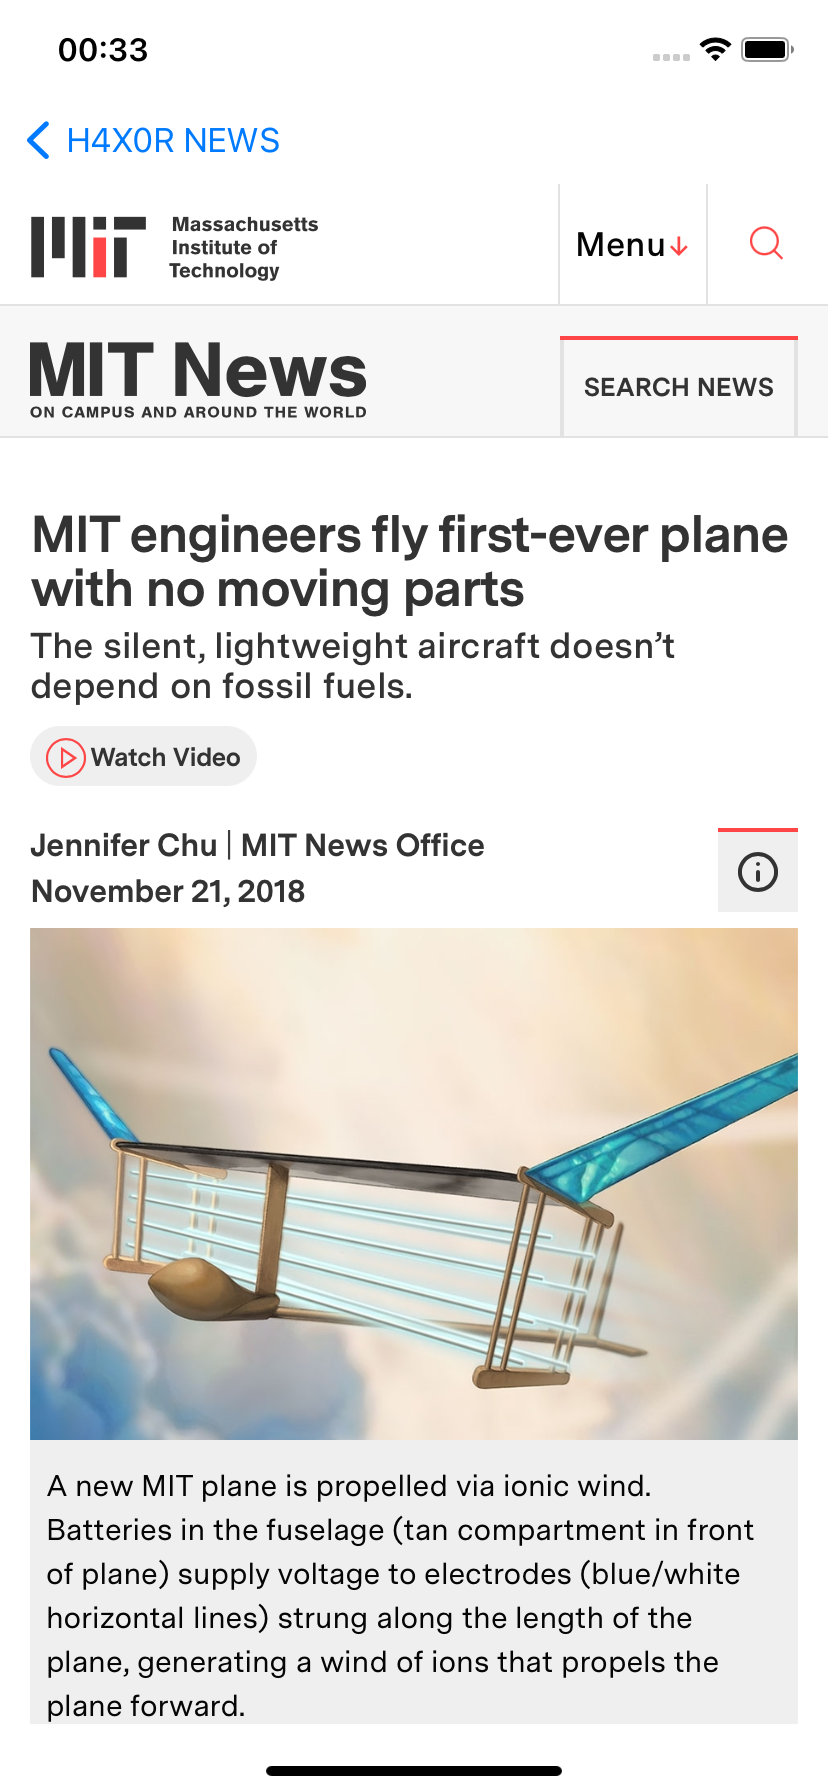 00:33
H4X0R NEWS
Massachusetts
Institute of
Technology
Menu
MIT News
ON CAMPUS AND AROUND THE WORLD
SEARCH NEWS
MIT engineers fly first-ever plane
with no moving parts
The silent, lightweight aircraft doesn’t
depend on fossil fuels.
Watch Video
Jennifer Chu | MIT News Office
November 21, 2018
A new MIT plane is propelled via ionic wind.
Batteries in the fuselage (tan compartment in front
of plane) supply voltage to electrodes (blue/white
horizontal lines) strung along the length of the
plane, generating a wind of ions that propels the
plane forward.